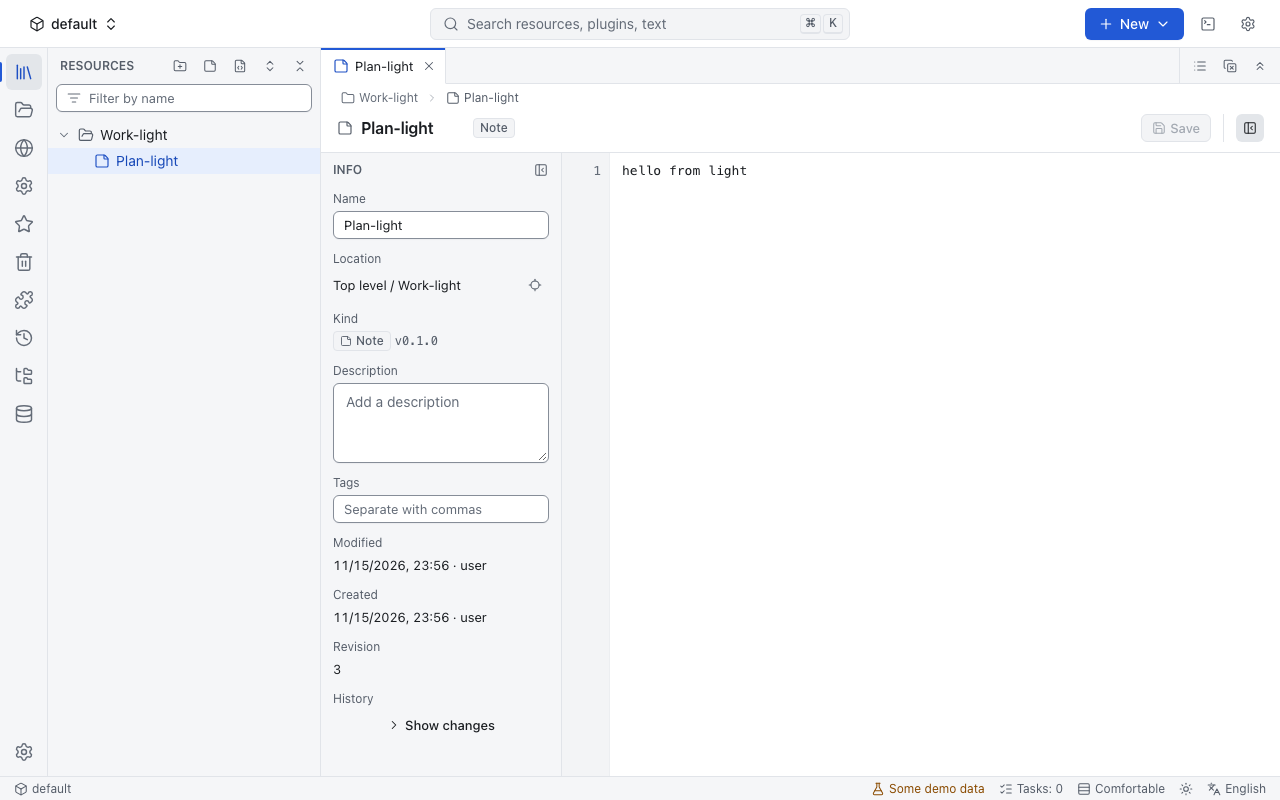 default
Search resources, plugins, text
⌘ K
New
RESOURCES
Filter by name
Work-light
Plan-light
Plan-light
Work-light
Plan-light
Plan-light
Note
Save
INFO
Name
Plan-light
Location
Top level / Work-light
Kind
Note v0.1.0
Description
Add a description
Tags
Separate with commas
Modified
11/15/2026, 23:56 · user
Created
11/15/2026, 23:56 · user
Revision
3
History
Show changes
1 hello from light
default
Some demo data
Tasks: 0
Comfortable
English